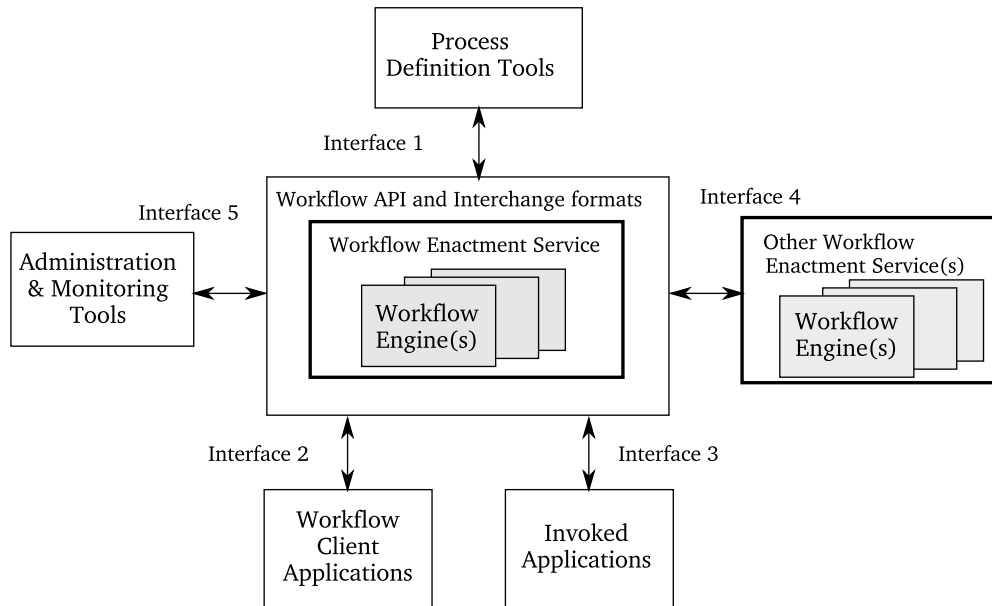 Process
Definition Tools
Interface 1
Workflow API and Interchange formats
Interface 4
Interface 5
Workflow Enactment Service
Other Workflow
Enactment Service(s)
Administration
& Monitoring
Tools
Workflow
Engine(s)
Workflow
Engine(s)
Interface 2
Interface 3
Workflow
Client
Applications
Invoked
Applications